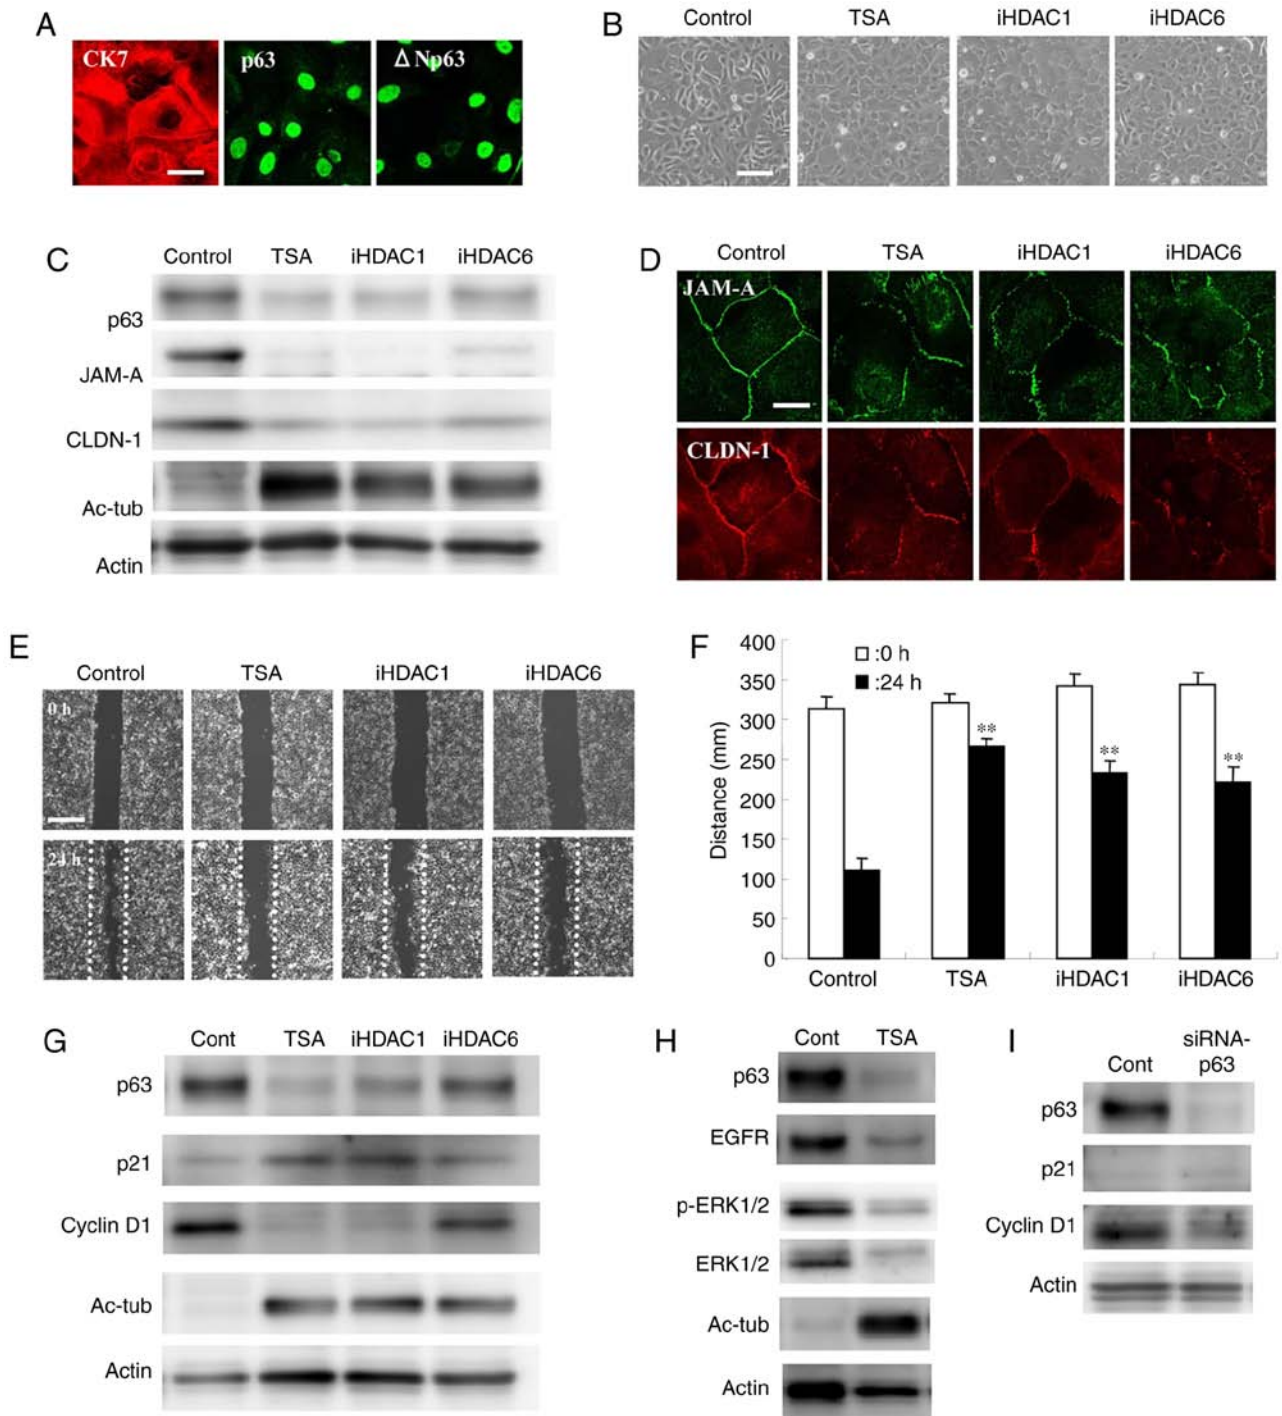 A
CK7
p63
Δ Np63
B
Control TSA iHDAC1 iHDAC6
C
Control TSA iHDAC1 iHDAC6
p63
JAM-A
CLDN-1
Ac-tub
Actin
D
Control TSA iHDAC1 iHDAC6
JAM-A
CLDN-1
E
Control TSA iHDAC1 iHDAC6
0 h
24 h
F
400
350
300
250
200
150
100
50
0
Distance (mm)
:0 h
:24 h
**
**
**
Control TSA iHDAC1 iHDAC6
G
Cont TSA iHDAC1 iHDAC6
p63
p21
Cyclin D1
Ac-tub
Actin
H
Cont TSA
p63
EGFR
p-ERK1/2
ERK1/2
Ac-tub
Actin
I
Cont siRNA-
p63
p63
p21
Cyclin D1
Actin